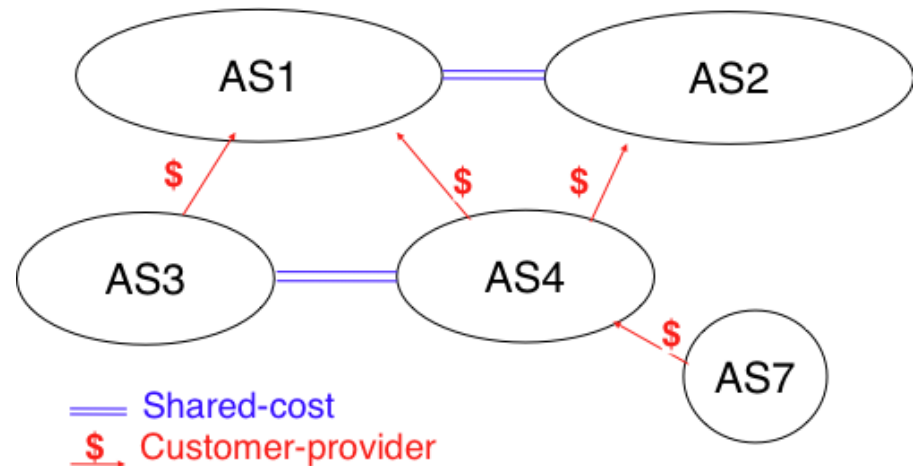 AS1
AS2
$
$
$
AS3
AS4
$
AS7
Shared-cost
$ Customer-provider